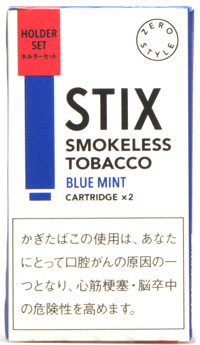 HOLDER
SET
ホルダーセット
ZERO
STYLE
STIX
SMOKELESS
TOBACCO
BLUE MINT
CARTRIDGE ×2
かぎたばこの使用は、あなた
にとって口腔がんの原因の一
つとなり、心筋梗塞・脳卒中
の危険性を高めます。